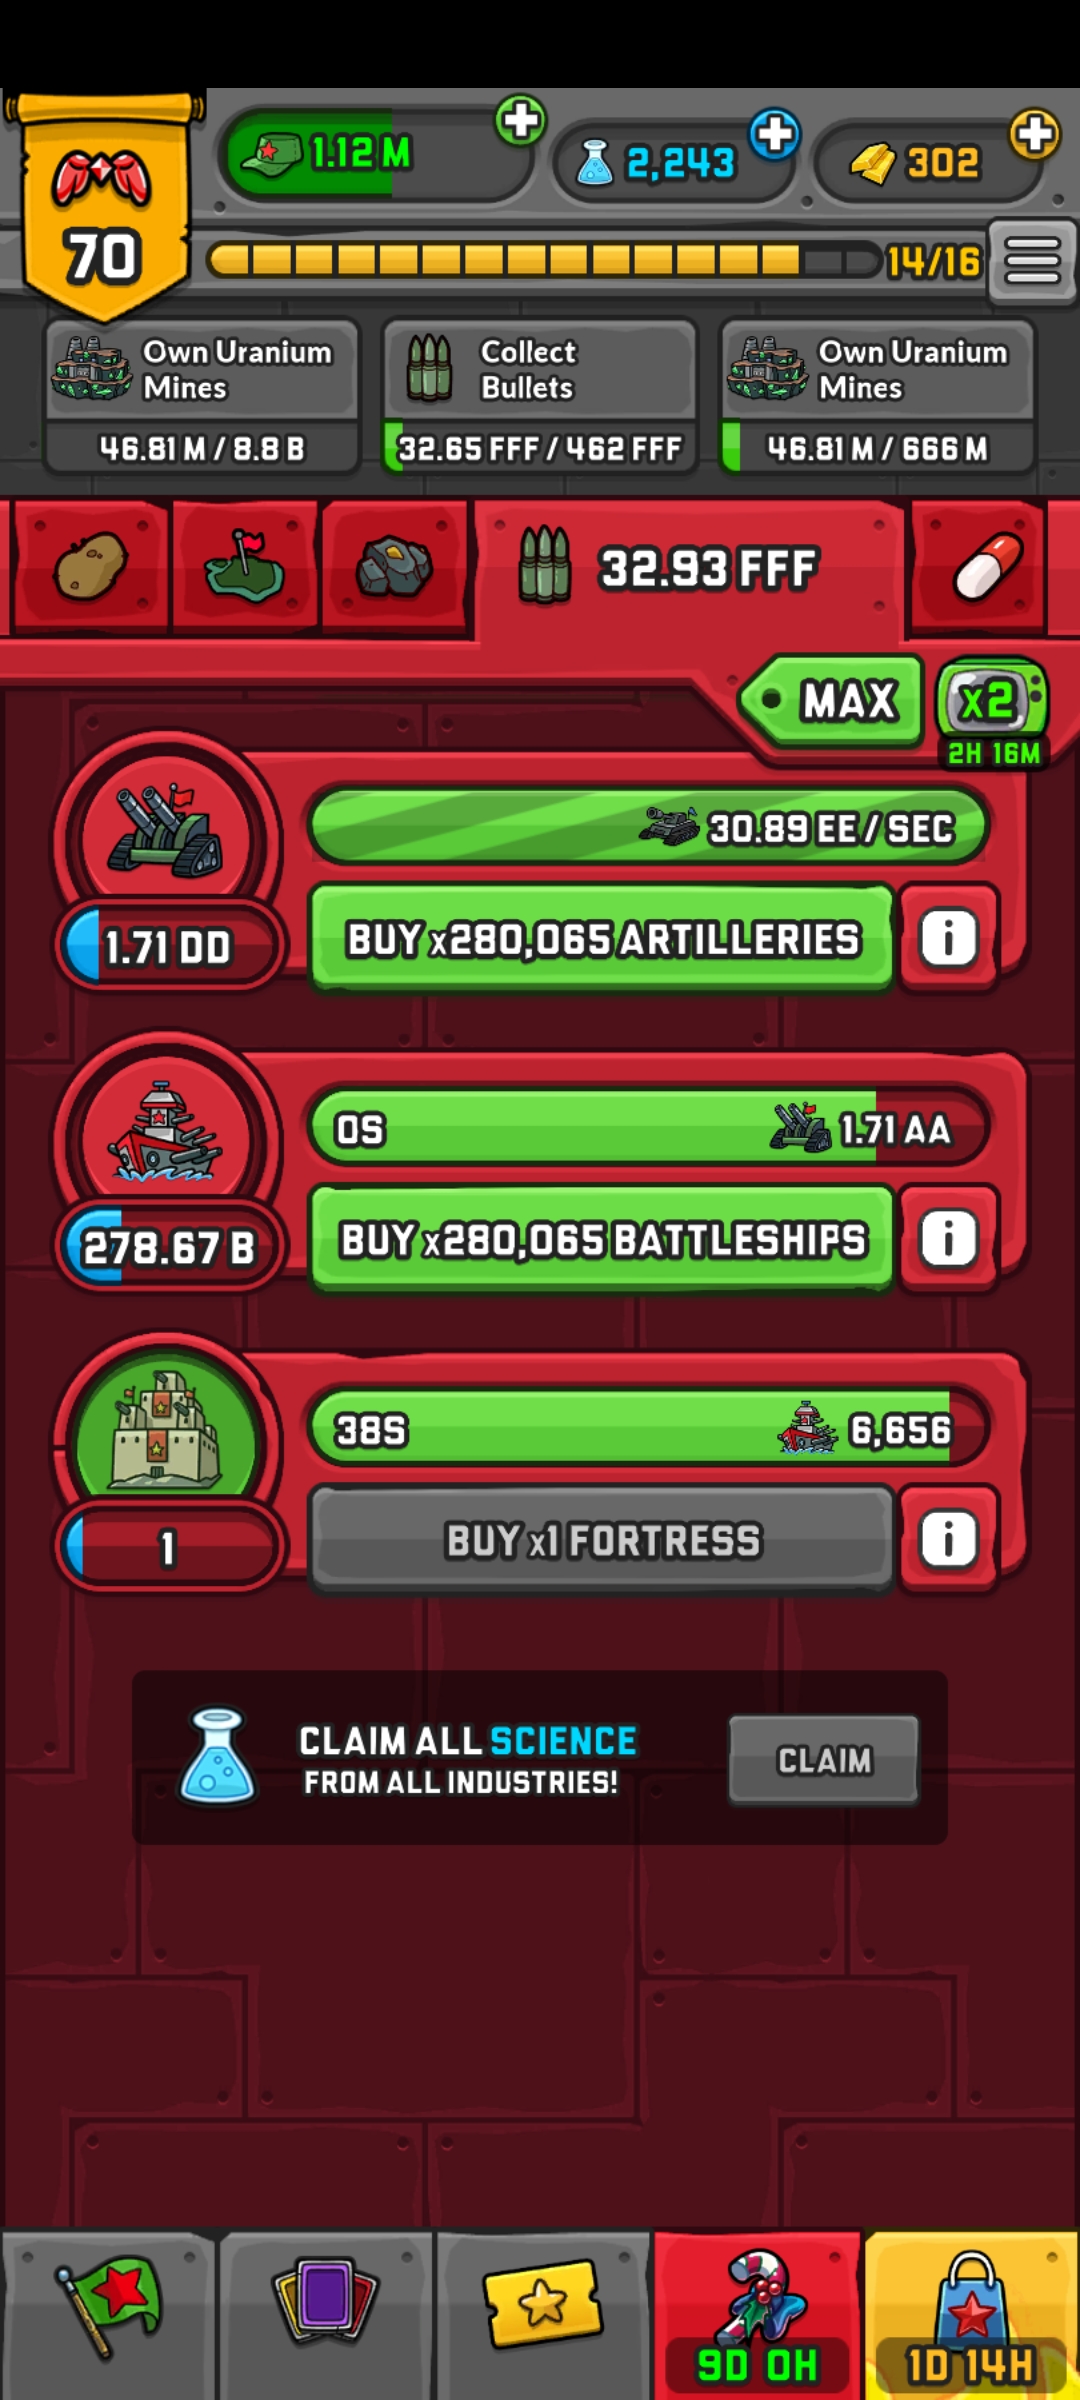 1.12 M
2,243
302
70
14/16
Own Uranium
Mines
46.81 M / 8.8 B
Collect
Bullets
32.65 FFF / 462 FFF
Own Uranium
Mines
46.81 M / 666 M
32.93 FFF
MAX
x2
2H 16M
30.89 EE / SEC
1.71 DD
BUY x280,065 ARTILLERIES
i
0S
1.71 AA
278.67 B
BUY x280,065 BATTLESHIPS
i
38S
6,656
1
BUY x1 FORTRESS
i
CLAIM ALL SCIENCE
FROM ALL INDUSTRIES!
CLAIM
9D 0H
1D 14H